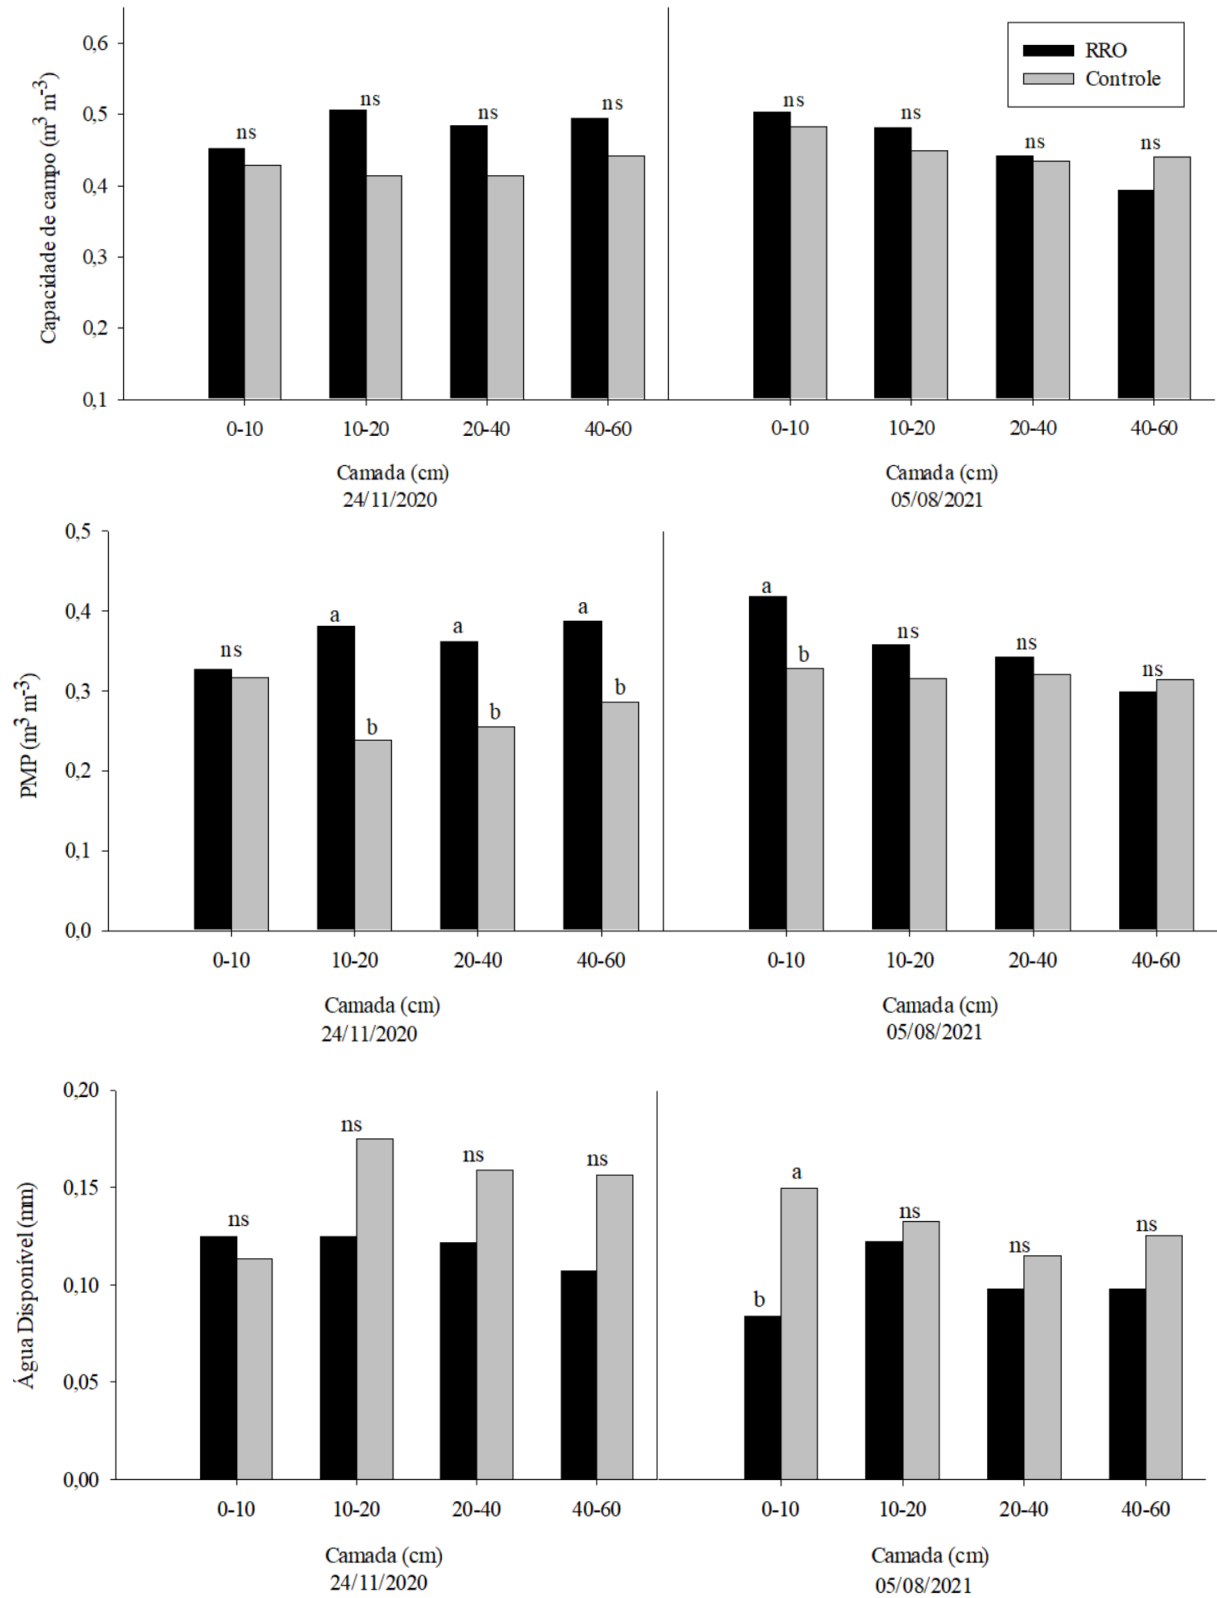 RRO
Controle
Capacidade de campo (m³ m⁻³)
0,6
0,5
0,4
0,3
0,2
0,1
ns ns ns ns ns ns ns ns
0-10 10-20 20-40 40-60 0-10 10-20 20-40 40-60
Camada (cm) Camada (cm)
24/11/2020 05/08/2021
PMP (m³ m⁻³)
0,5
0,4
0,3
0,2
0,1
0,0
ns a b a b a b a b ns ns ns
0-10 10-20 20-40 40-60 0-10 10-20 20-40 40-60
Camada (cm) Camada (cm)
24/11/2020 05/08/2021
Água Disponível (mm)
0,20
0,15
0,10
0,05
0,00
ns ns ns ns b a ns ns ns
0-10 10-20 20-40 40-60 0-10 10-20 20-40 40-60
Camada (cm) Camada (cm)
24/11/2020 05/08/2021